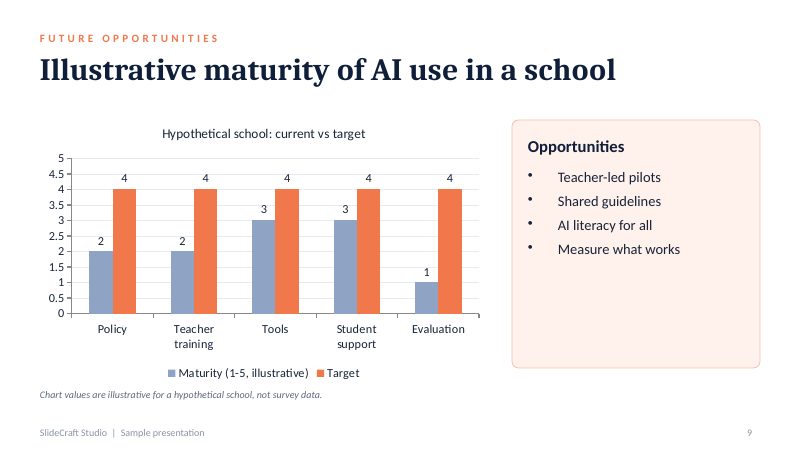 FUTURE OPPORTUNITIES
Illustrative maturity of AI use in a school
Hypothetical school: current vs target
5
4.5
4
3.5
3
2.5
2
1.5
1
0.5
0
2
4
2
4
3
4
3
4
1
4
Policy
Teacher
training
Tools
Student
support
Evaluation
Maturity (1-5, illustrative)
Target
Chart values are illustrative for a hypothetical school, not survey data.
Opportunities
• Teacher-led pilots
• Shared guidelines
• AI literacy for all
• Measure what works
SlideCraft Studio | Sample presentation
9